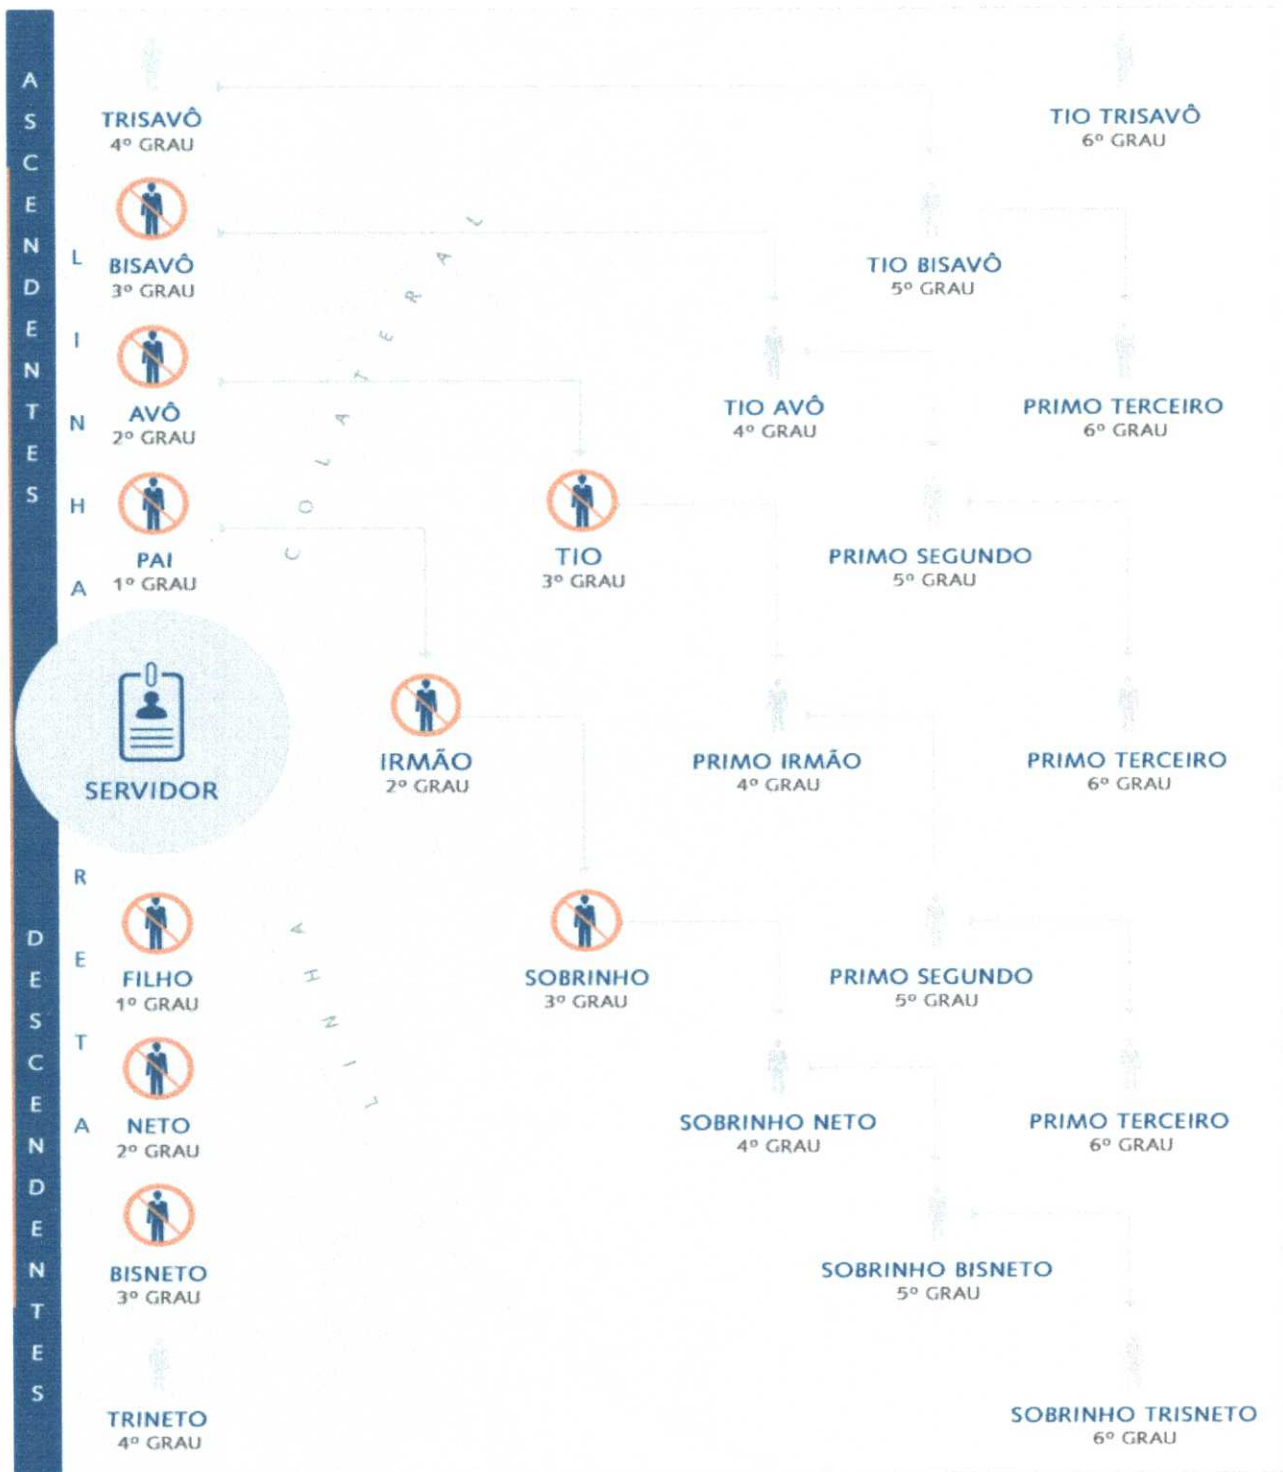 ASCENDENTES
DESCENDENTES
LINHA
RETA
LINHA
COLATERAL
TRISAVÔ
4º GRAU
TIO TRISAVÔ
6º GRAU
BISAVÔ
3º GRAU
TIO BISAVÔ
5º GRAU
AVÔ
2º GRAU
TIO AVÔ
4º GRAU
PRIMO TERCEIRO
6º GRAU
PAI
1º GRAU
TIO
3º GRAU
PRIMO SEGUNDO
5º GRAU
SERVIDOR
IRMÃO
2º GRAU
PRIMO IRMÃO
4º GRAU
PRIMO TERCEIRO
6º GRAU
FILHO
1º GRAU
SOBRINHO
3º GRAU
PRIMO SEGUNDO
5º GRAU
NETO
2º GRAU
SOBRINHO NETO
4º GRAU
PRIMO TERCEIRO
6º GRAU
BISNETO
3º GRAU
SOBRINHO BISNETO
5º GRAU
TRINETO
4º GRAU
SOBRINHO TRISNETO
6º GRAU